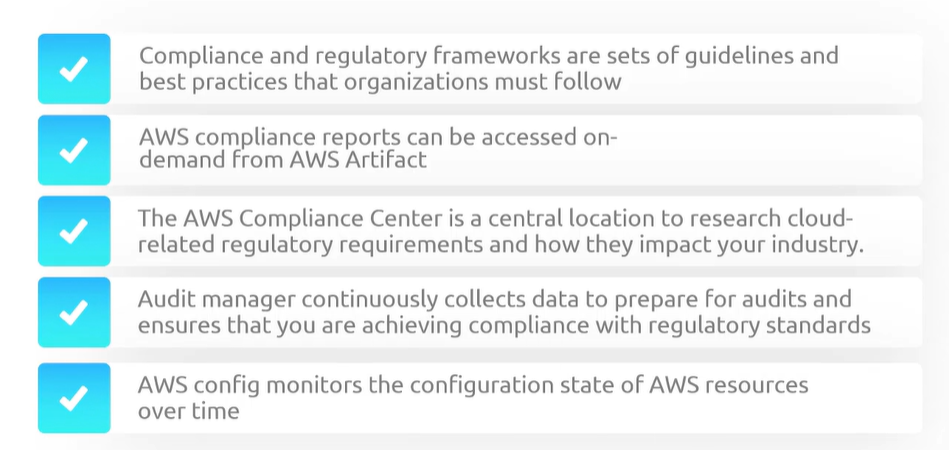 Compliance and regulatory frameworks are sets of guidelines and
best practices that organizations must follow
AWS compliance reports can be accessed on-
demand from AWS Artifact
The AWS Compliance Center is a central location to research cloud-
related regulatory requirements and how they impact your industry.
Audit manager continuously collects data to prepare for audits and
ensures that you are achieving compliance with regulatory standards
AWS config monitors the configuration state of AWS resources
over time